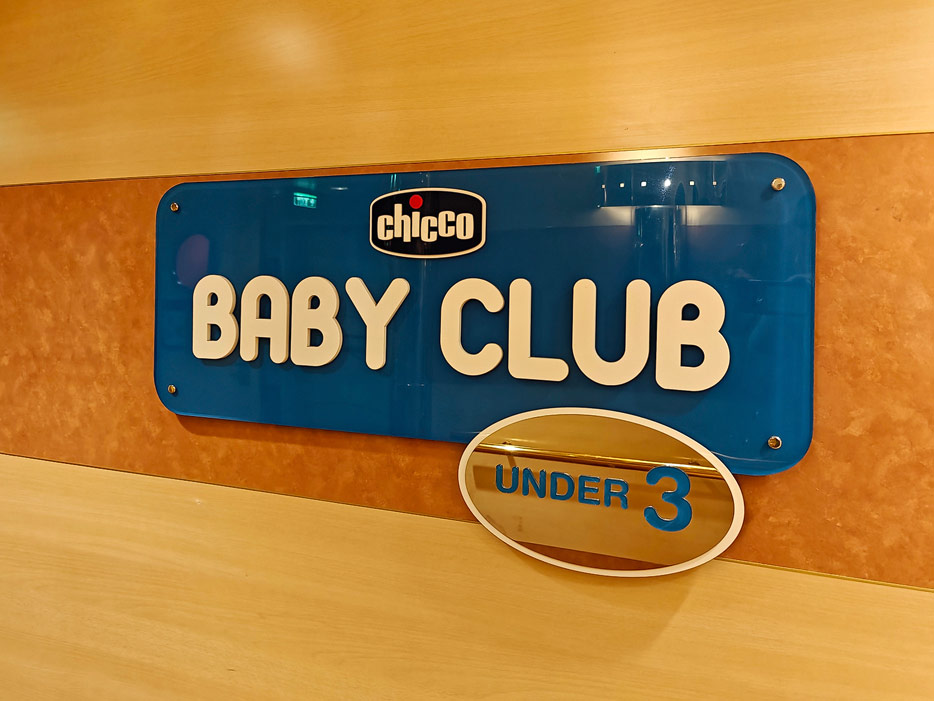 chicco
BABY CLUB
UNDER 3